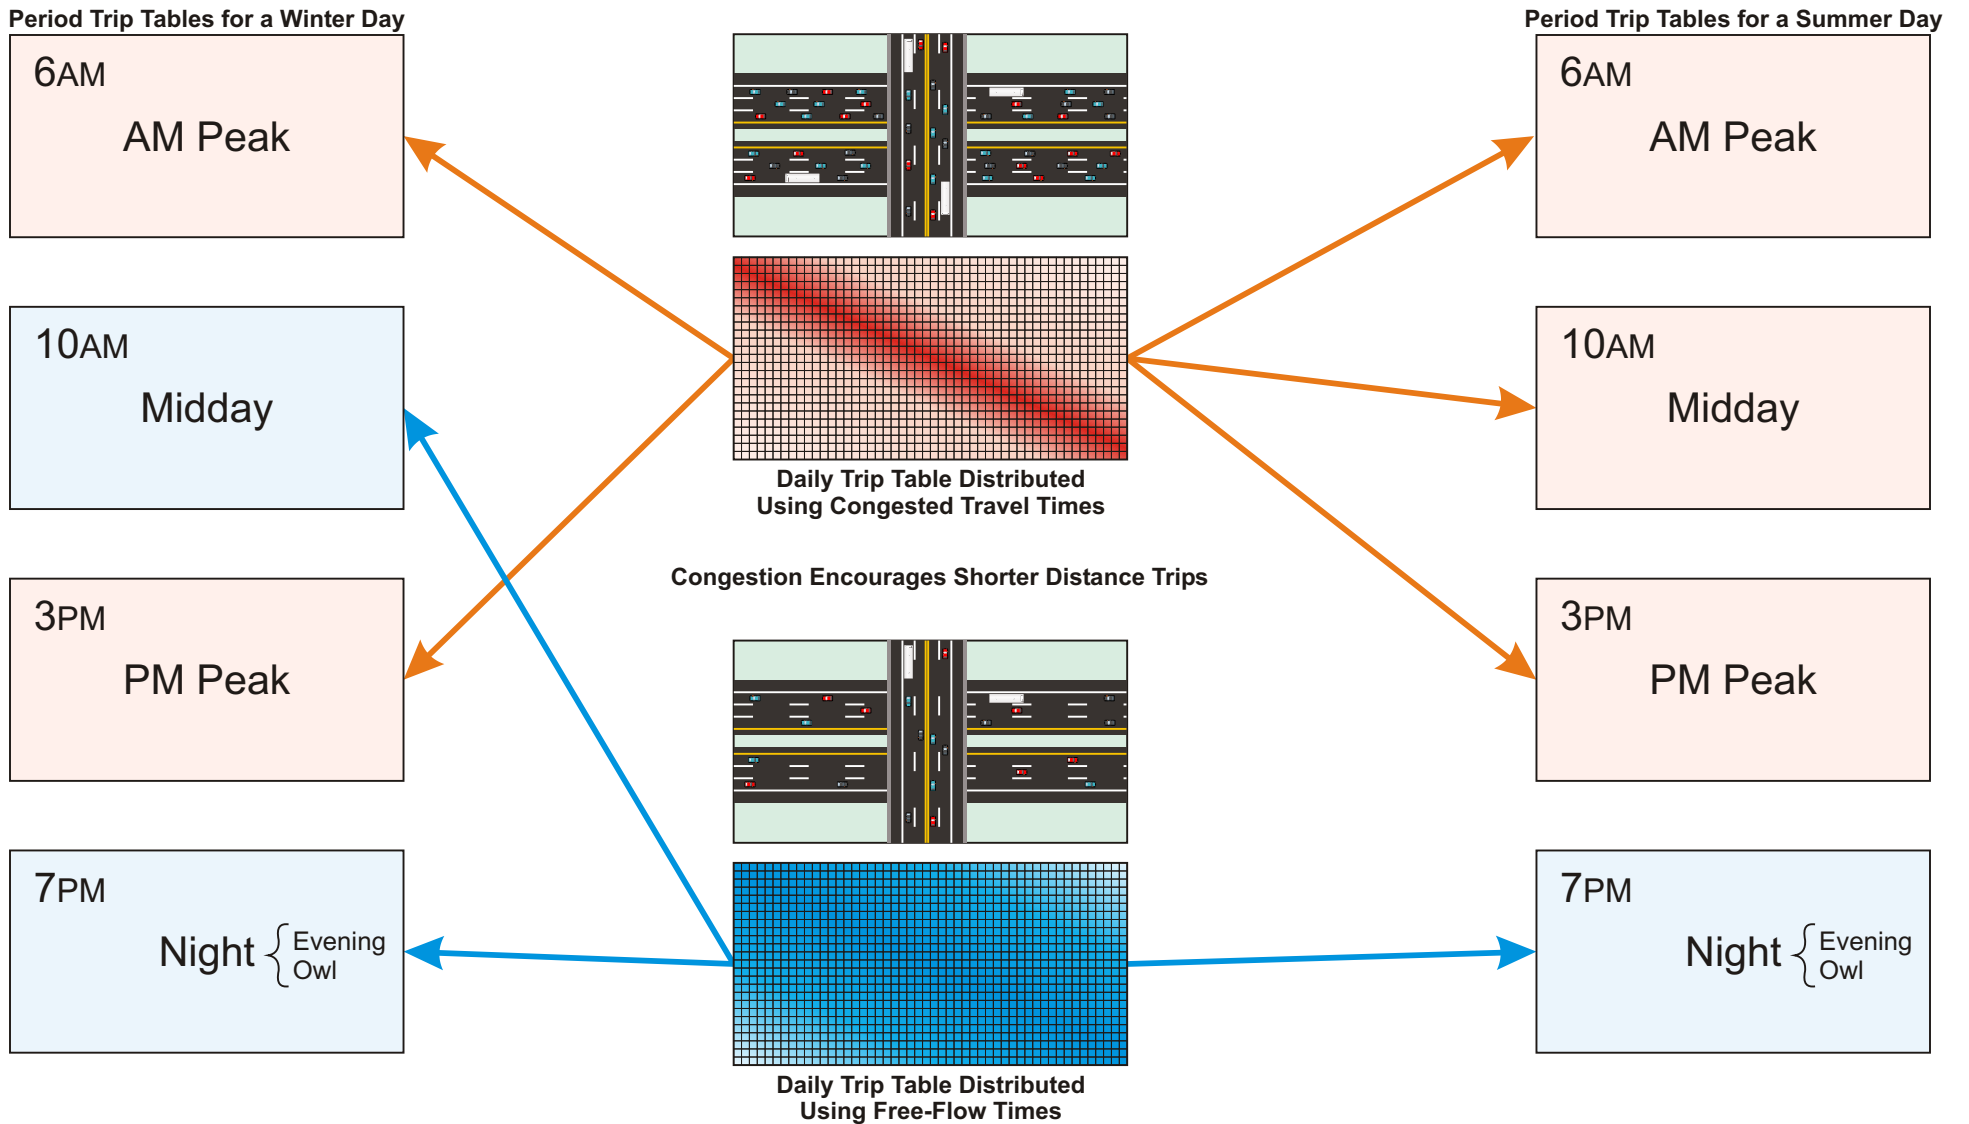 Period Trip Tables for a Winter Day
6AM
AM Peak
10AM
Midday
3PM
PM Peak
7PM
Night { Evening
Owl
Daily Trip Table Distributed
Using Congested Travel Times
Congestion Encourages Shorter Distance Trips
Daily Trip Table Distributed
Using Free-Flow Times
Period Trip Tables for a Summer Day
6AM
AM Peak
10AM
Midday
3PM
PM Peak
7PM
Night { Evening
Owl